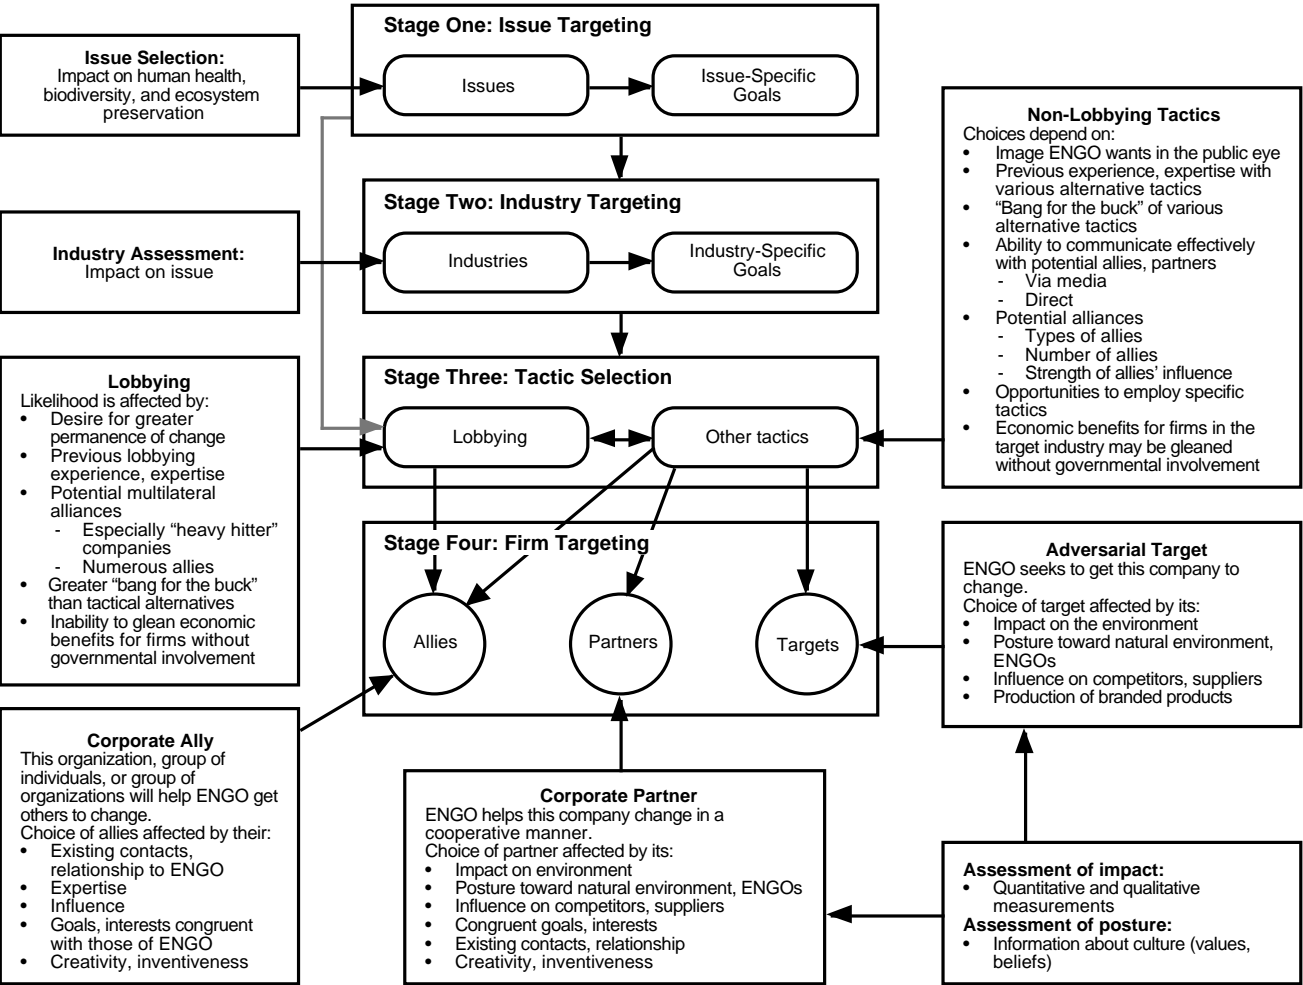 Stage One: Issue Targeting
Issues
Issue-Specific
Goals
Issue Selection:
Impact on human health,
biodiversity, and ecosystem
preservation
Stage Two: Industry Targeting
Industries
Industry-Specific
Goals
Industry Assessment:
Impact on issue
Stage Three: Tactic Selection
Lobbying
Other tactics
Lobbying
Likelihood is affected by:
• Desire for greater
permanence of change
• Previous lobbying
experience, expertise
• Potential multilateral
alliances
- Especially “heavy hitter”
companies
- Numerous allies
• Greater “bang for the buck”
than tactical alternatives
• Inability to glean economic
benefits for firms without
governmental involvement
Non-Lobbying Tactics
Choices depend on:
• Image ENGO wants in the public eye
• Previous experience, expertise with
various alternative tactics
• “Bang for the buck” of various
alternative tactics
• Ability to communicate effectively
with potential allies, partners
- Via media
- Direct
• Potential alliances
- Types of allies
- Number of allies
- Strength of allies’ influence
• Opportunities to employ specific
tactics
• Economic benefits for firms in the
target industry may be gleaned
without governmental involvement
Stage Four: Firm Targeting
Allies
Partners
Targets
Adversarial Target
ENGO seeks to get this company to
change.
Choice of target affected by its:
• Impact on the environment
• Posture toward natural environment,
ENGOs
• Influence on competitors, suppliers
• Production of branded products
Corporate Ally
This organization, group of
individuals, or group of
organizations will help ENGO get
others to change.
Choice of allies affected by their:
• Existing contacts,
relationship to ENGO
• Expertise
• Influence
• Goals, interests congruent
with those of ENGO
• Creativity, inventiveness
Corporate Partner
ENGO helps this company change in a
cooperative manner.
Choice of partner affected by its:
• Impact on environment
• Posture toward natural environment, ENGOs
• Influence on competitors, suppliers
• Congruent goals, interests
• Existing contacts, relationship
• Creativity, inventiveness
Assessment of impact:
• Quantitative and qualitative
measurements
Assessment of posture:
• Information about culture (values,
beliefs)